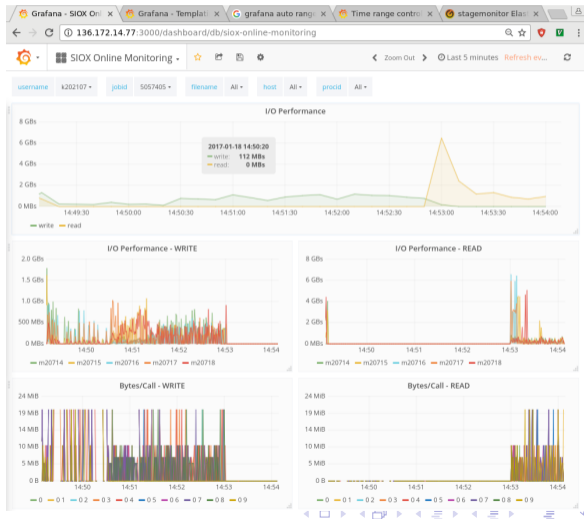 Grafana - SIOX Onl
Grafana - Templati
grafana auto range
Time range control
stagemonitor Elast
136.172.14.77:3000/dashboard/db/siox-online-monitoring
SIOX Online Monitoring
Zoom Out
Last 5 minutes
Refresh ev...
username k202107 jobid 5057405 filename All host All procid All
I/O Performance
8 GBs
6 GBs
4 GBs
2 GBs
0 MBs
2017-01-18 14:50:20
write: 112 MBs
read: 0 MBs
14:49:30 14:50:00 14:50:30 14:51:00 14:51:30 14:52:00 14:52:30 14:53:00 14:53:30 14:54:00
write read
I/O Performance - WRITE
2.0 GBs
1.5 GBs
1.0 GBs
500 MBs
0 MBs
14:50 14:51 14:52 14:53 14:54
m20714 m20715 m20716 m20717 m20718
I/O Performance - READ
8 GBs
6 GBs
4 GBs
2 GBs
0 MBs
14:50 14:51 14:52 14:53 14:54
m20714 m20715 m20716 m20717 m20718
Bytes/Call - WRITE
24 MiB
19 MiB
14 MiB
10 MiB
5 MiB
0 B
14:50 14:51 14:52 14:53 14:54
0 0 1 0 2 0 3 0 4 0 5 0 6 0 7 0 8 0 9
Bytes/Call - READ
24 MiB
19 MiB
14 MiB
10 MiB
5 MiB
0 B
14:50 14:51 14:52 14:53 14:54
0 0 1 0 2 0 3 0 4 0 5 0 6 0 7 0 8 0 9